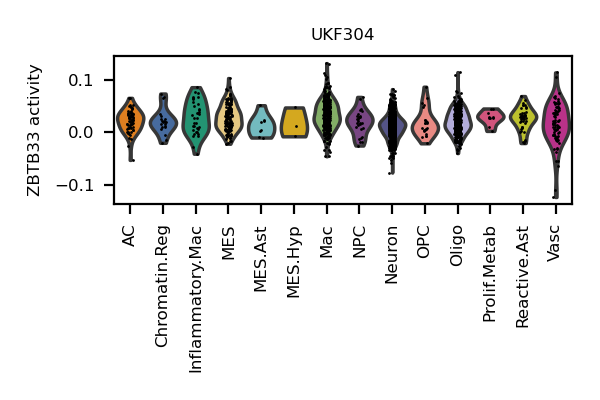 UKF304
ZBTB33 activity
0.1
0.0
−0.1
AC
Chromatin.Reg
Inflammatory.Mac
MES
MES.Ast
MES.Hyp
Mac
NPC
Neuron
OPC
Oligo
Prolif.Metab
Reactive.Ast
Vasc